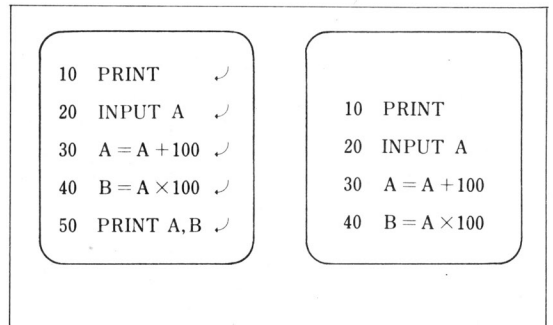 10 PRINT ⤶
20 INPUT A ⤶
30 A = A +100 ⤶
40 B = A ×100 ⤶
50 PRINT A,B ⤶
10 PRINT
20 INPUT A
30 A = A +100
40 B = A ×100